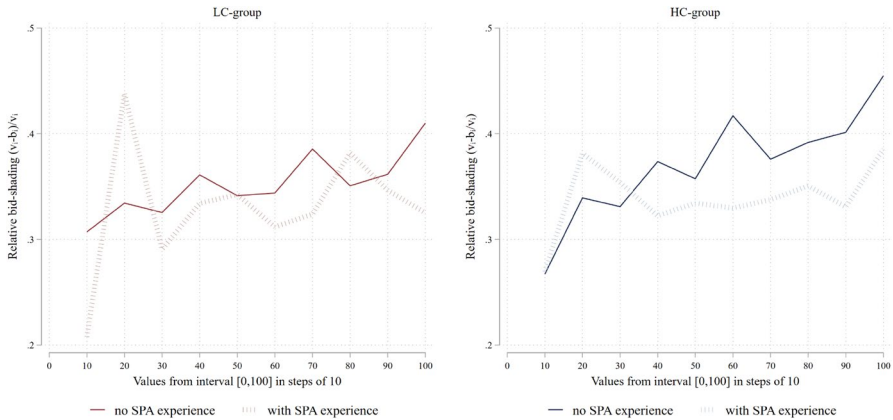 LC-group
Relative bid-shading (vᵢ-bᵢ)/vᵢ
.5
.4
.3
.2
0 10 20 30 40 50 60 70 80 90 100
Values from interval [0,100] in steps of 10
no SPA experience with SPA experience
HC-group
Relative bid-shading (vᵢ-bᵢ/vᵢ)
.5
.4
.3
.2
0 10 20 30 40 50 60 70 80 90 100
Values from interval [0,100] in steps of 10
no SPA experience with SPA experience